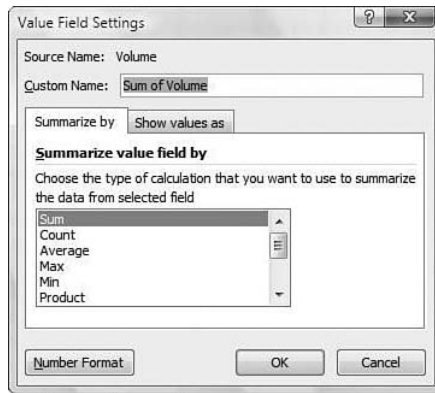 Value Field Settings
Source Name: Volume
Custom Name: Sum of Volume
Summarize by Show values as
Summarize value field by
Choose the type of calculation that you want to use to summarize
the data from selected field
Sum
Count
Average
Max
Min
Product
Number Format OK Cancel